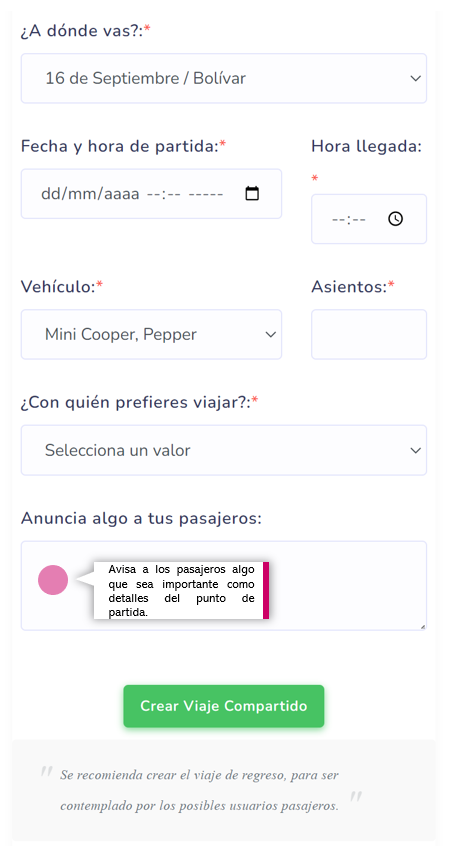 ¿A dónde vas?:*
16 de Septiembre / Bolívar
Fecha y hora de partida:*
Hora llegada:
*
dd/mm/aaaa --:-- -----
--:--
Vehículo:*
Asientos:*
Mini Cooper, Pepper
¿Con quién prefieres viajar?:*
Selecciona un valor
Anuncia algo a tus pasajeros:
Avisa a los pasajeros algo
que sea importante como
detalles del punto de
partida.
Crear Viaje Compartido
" Se recomienda crear el viaje de regreso, para ser
contemplado por los posibles usuarios pasajeros. "